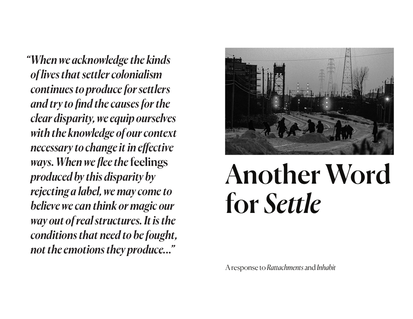 “When we acknowledge the kinds
of lives that settler colonialism
continues to produce for settlers
and try to find the causes for the
clear disparity, we equip ourselves
with the knowledge of our context
necessary to change it in effective
ways. When we flee the feelings
produced by this disparity by
rejecting a label, we may come to
believe we can think or magic our
way out of real structures. It is the
conditions that need to be fought,
not the emotions they produce...”
Another Word
for Settle
A response to Rattachments and Inhabit